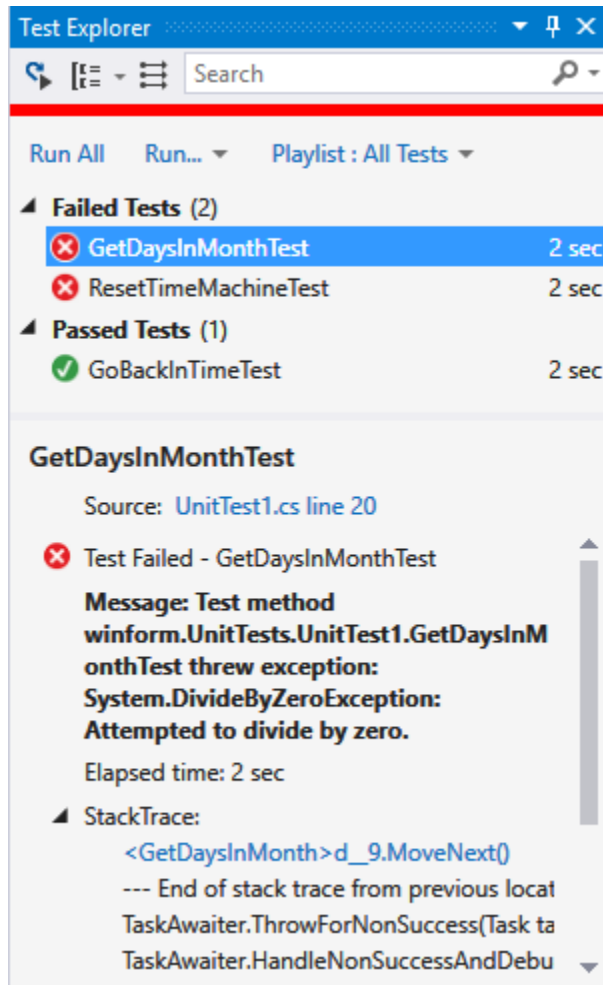 Test Explorer
Search
Run All Run... Playlist : All Tests
Failed Tests (2)
GetDaysInMonthTest 2 sec
ResetTimeMachineTest 2 sec
Passed Tests (1)
GoBackInTimeTest 2 sec
GetDaysInMonthTest
Source: UnitTest1.cs line 20
Test Failed - GetDaysInMonthTest
Message: Test method
winform.UnitTests.UnitTest1.GetDaysInM
onthTest threw exception:
System.DivideByZeroException:
Attempted to divide by zero.
Elapsed time: 2 sec
StackTrace:
<GetDaysInMonth>d__9.MoveNext()
--- End of stack trace from previous locat
TaskAwaiter.ThrowForNonSuccess(Task ta
TaskAwaiter.HandleNonSuccessAndDebu